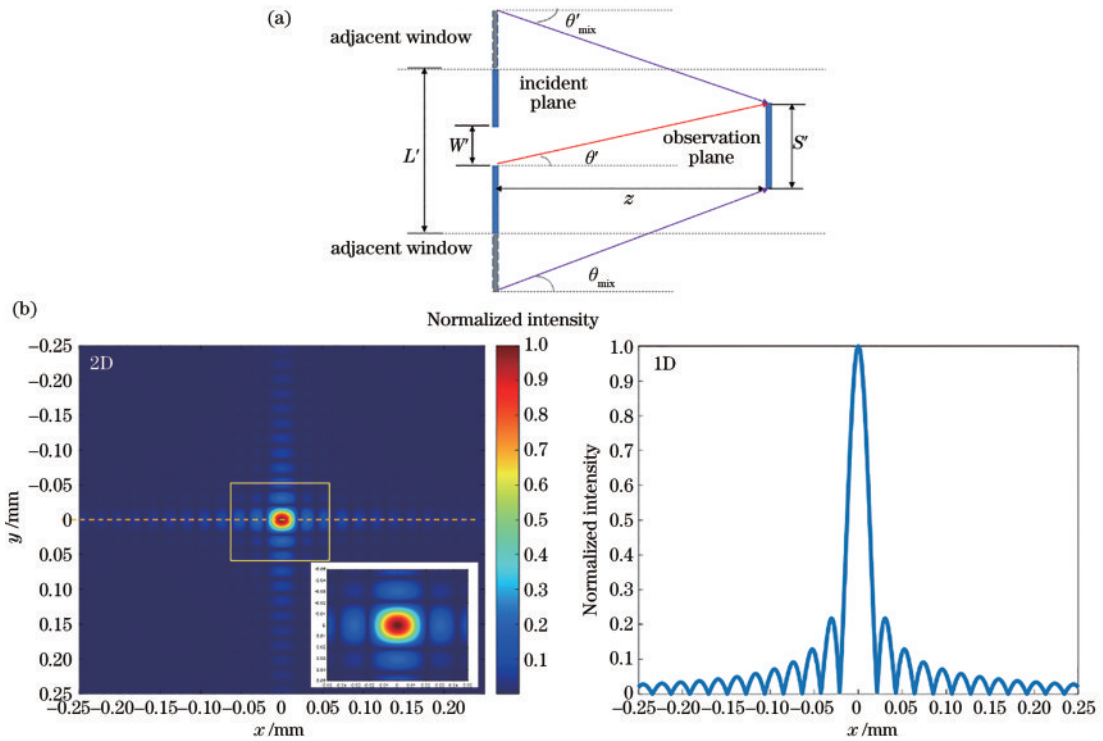 (a)
θ′mix
adjacent window
incident
plane
W′
L′
θ′
observation
plane
S′
z
adjacent window
θmix
(b)
Normalized intensity
2D
y /mm
−0.25
−0.20
−0.15
−0.10
−0.05
0
0.05
0.10
0.15
0.20
0.25
−0.25 −0.20 −0.15 −0.10 −0.05 0 0.05 0.10 0.15 0.20
x /mm
1.0
0.9
0.8
0.7
0.6
0.5
0.4
0.3
0.2
0.1
1D
Normalized intensity
1.0
0.9
0.8
0.7
0.6
0.5
0.4
0.3
0.2
0.1
0
−0.25 −0.20 −0.15 −0.10 −0.05 0 0.05 0.10 0.15 0.20 0.25
x /mm